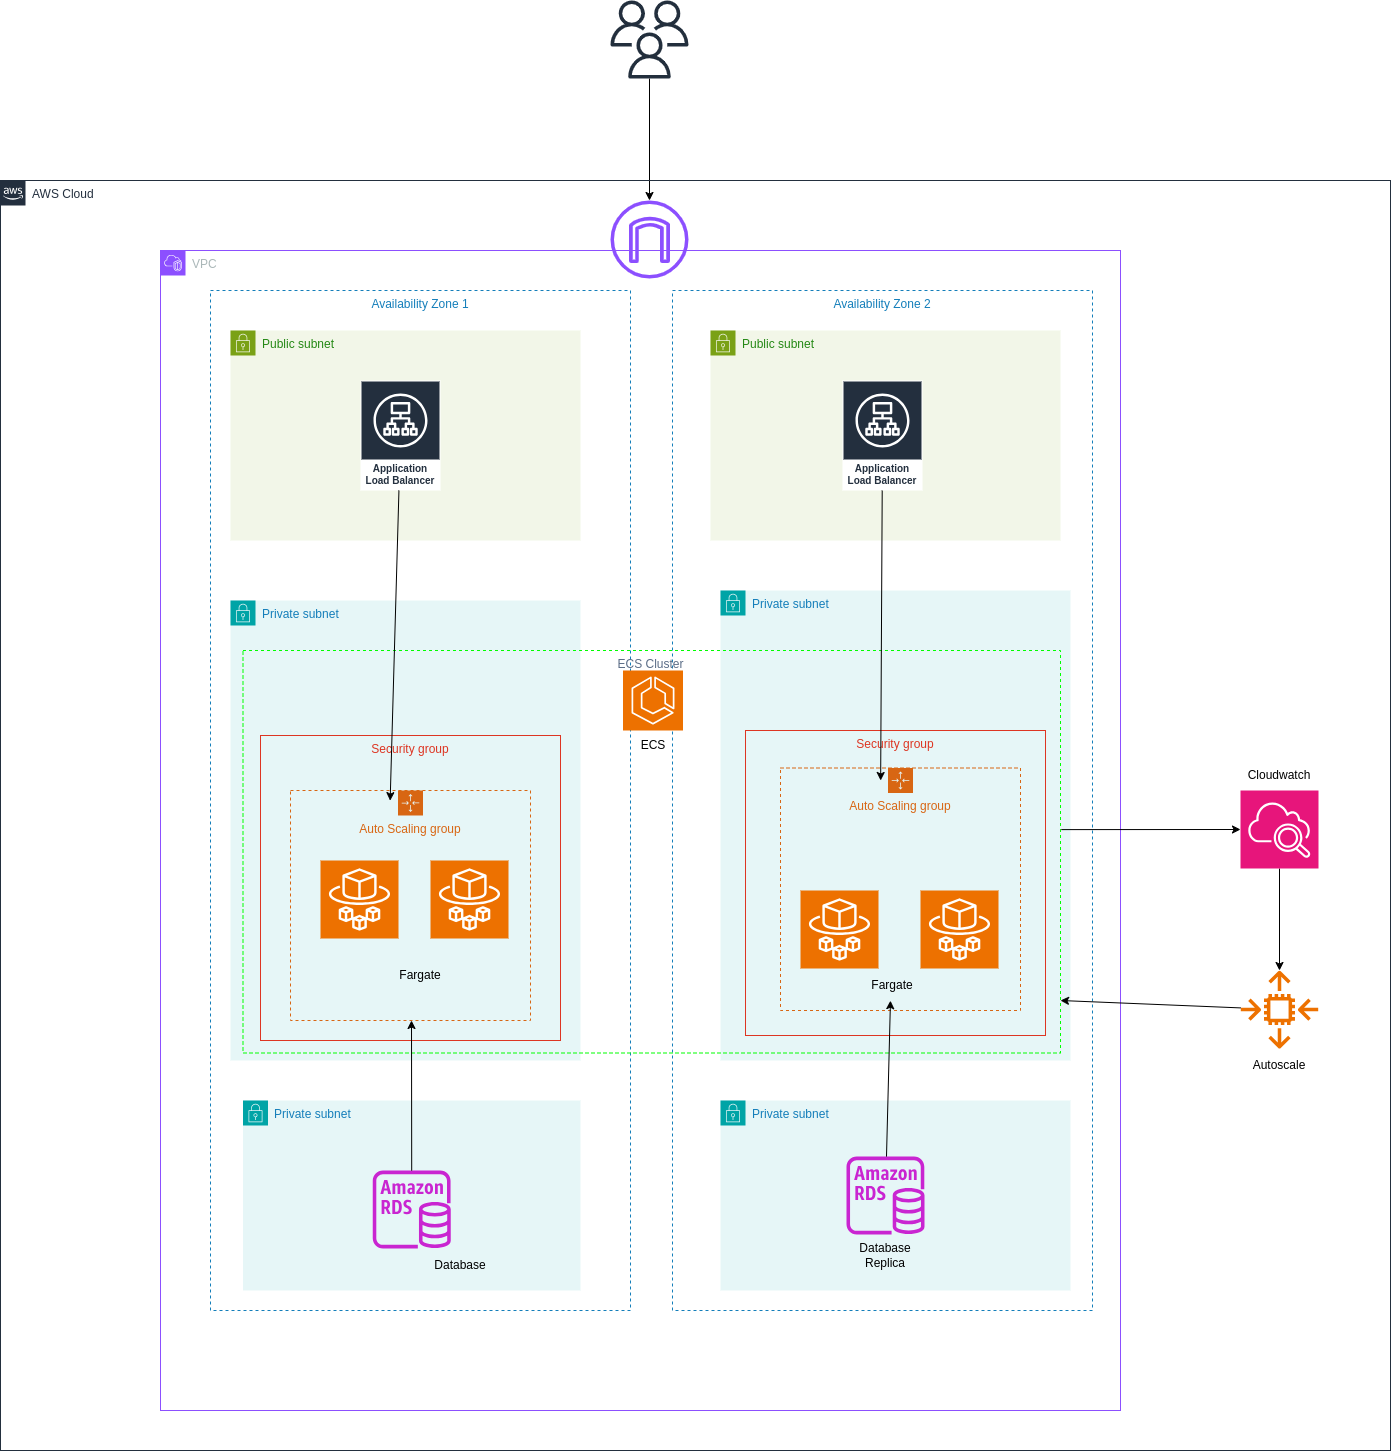 aws
AWS Cloud
VPC
Availability Zone 1
Availability Zone 2
Public subnet
Public subnet
Application
Load Balancer
Application
Load Balancer
Private subnet
Private subnet
ECS Cluster
ECS
Security group
Security group
Auto Scaling group
Auto Scaling group
Cloudwatch
Fargate
Fargate
Autoscale
Private subnet
Private subnet
Amazon
RDS
Amazon
RDS
Database
Database
Replica